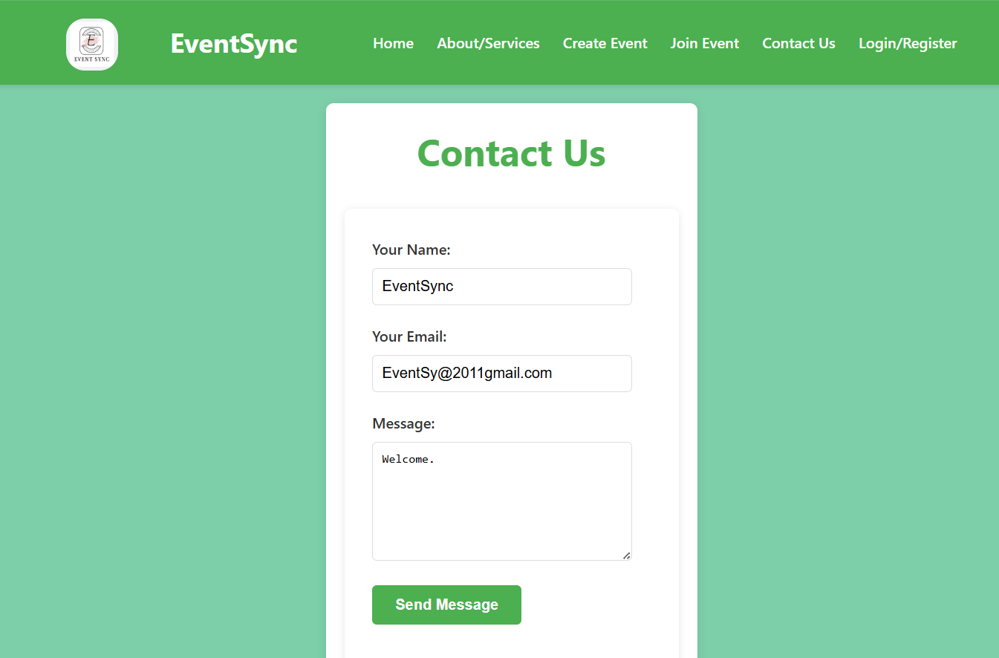 E
EVENT SYNC
EventSync
Home
About/Services
Create Event
Join Event
Contact Us
Login/Register
Contact Us
Your Name:
EventSync
Your Email:
EventSy@2011gmail.com
Message:
Welcome.
Send Message